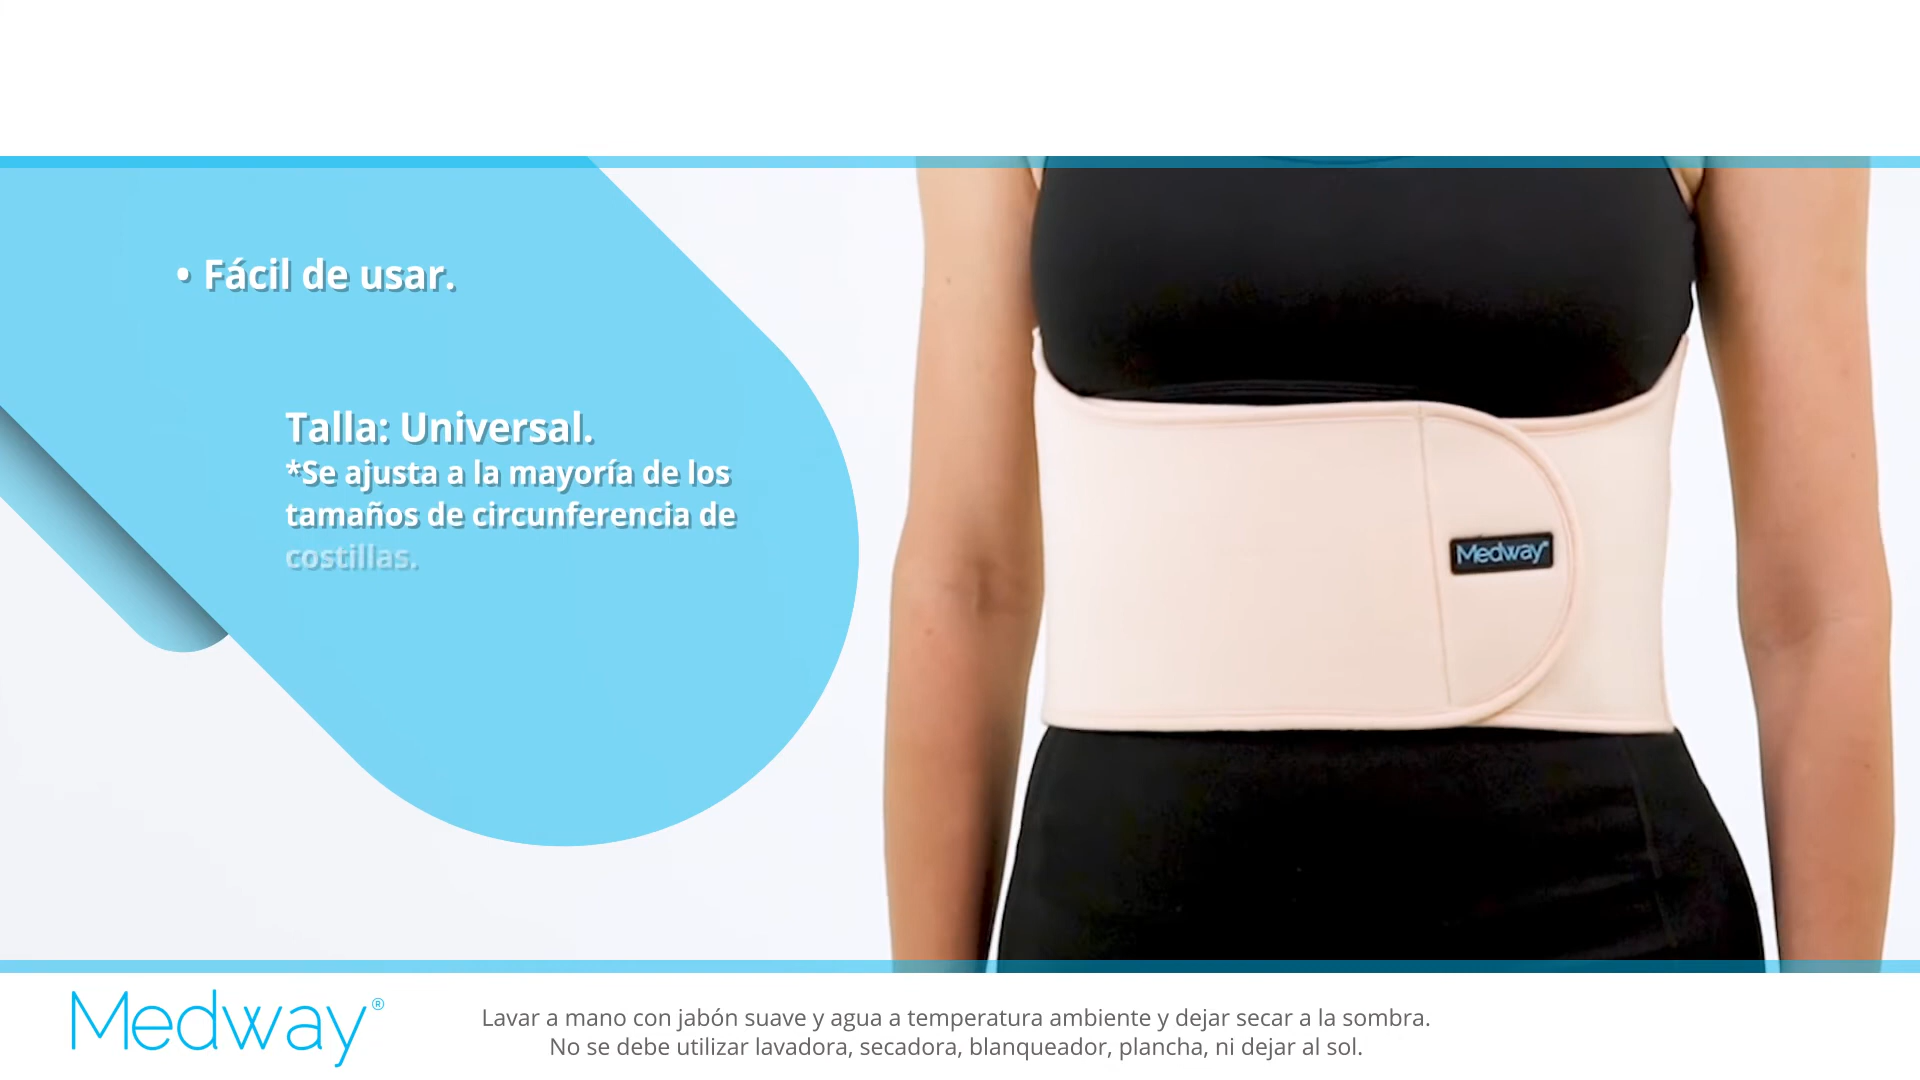 • Fácil de usar.
Talla: Universal.
*Se ajusta a la mayoría de los
tamaños de circunferencia de
costillas.
Medway
Medway®
Lavar a mano con jabón suave y agua a temperatura ambiente y dejar secar a la sombra.
No se debe utilizar lavadora, secadora, blanqueador, plancha, ni dejar al sol.